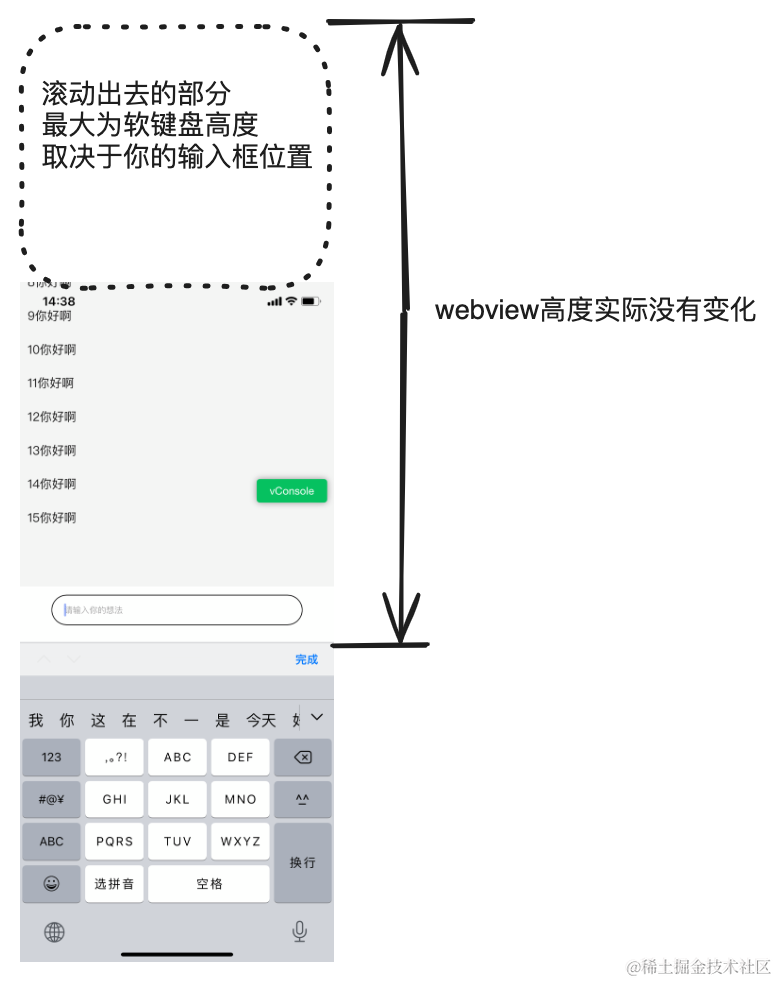 滚动出去的部分
最大为软键盘高度
取决于你的输入框位置
8你好啊
14:38
9你好啊
webview高度实际没有变化
10你好啊
11你好啊
12你好啊
13你好啊
14你好啊
vConsole
15你好啊
请输入你的想法
完成
我 你 这 在 不 一 是 今天
123 ,。?! ABC DEF
#@¥ GHI JKL MNO ^^
ABC PQRS TUV WXYZ
换行
选拼音 空格
@稀土掘金技术社区